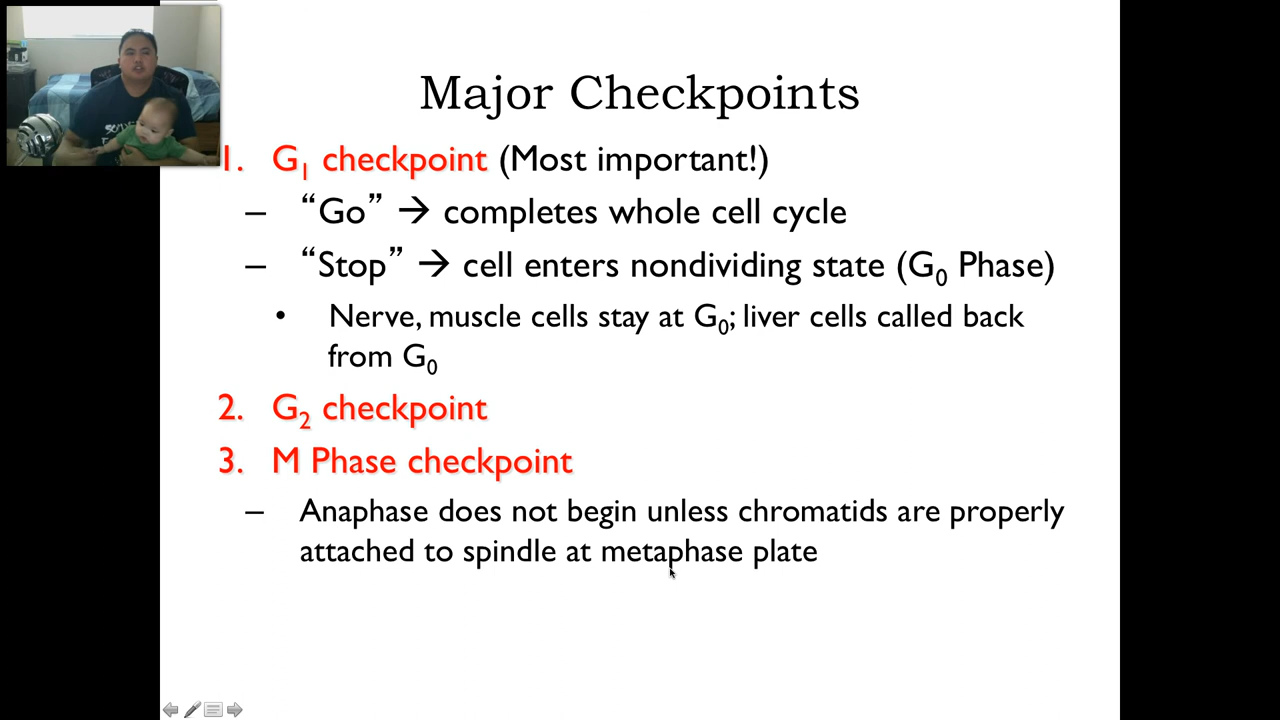 Major Checkpoints
1. G₁ checkpoint (Most important!)
– “Go” → completes whole cell cycle
– “Stop” → cell enters nondividing state (G₀ Phase)
• Nerve, muscle cells stay at G₀; liver cells called back
from G₀
2. G₂ checkpoint
3. M Phase checkpoint
– Anaphase does not begin unless chromatids are properly
attached to spindle at metaphase plate